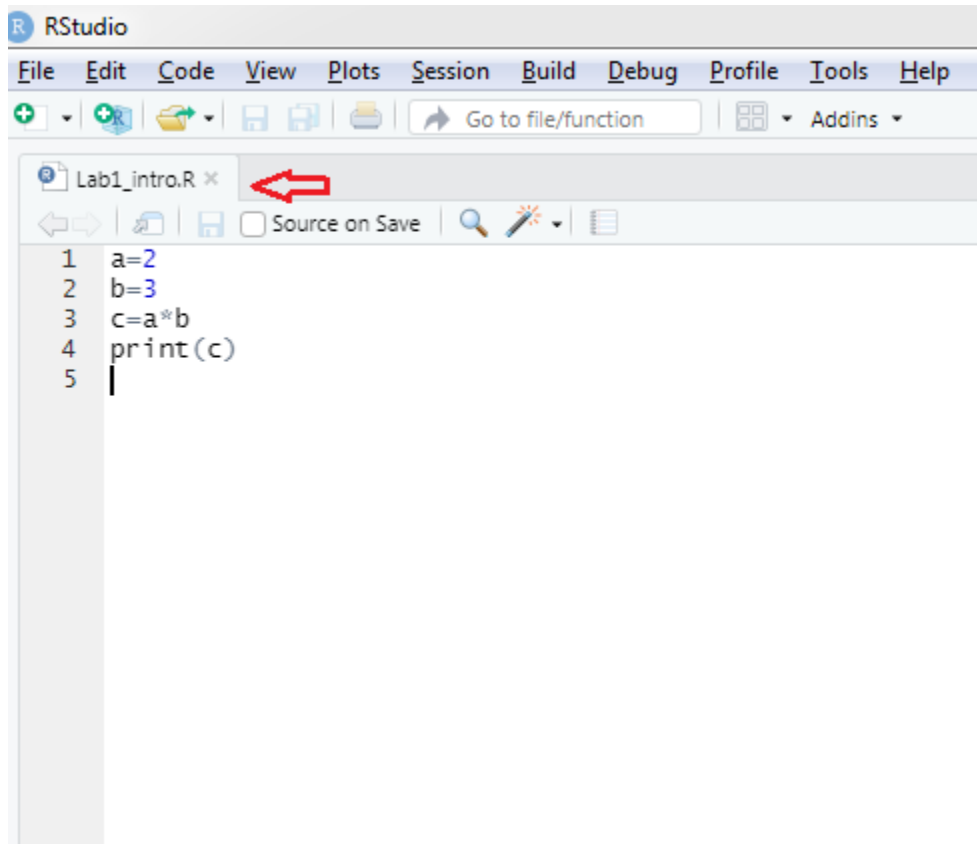 R RStudio
File Edit Code View Plots Session Build Debug Profile Tools Help
R Go to file/function Addins
R Lab1_intro.R ×
Source on Save
1 a=2
2 b=3
3 c=a*b
4 print(c)
5